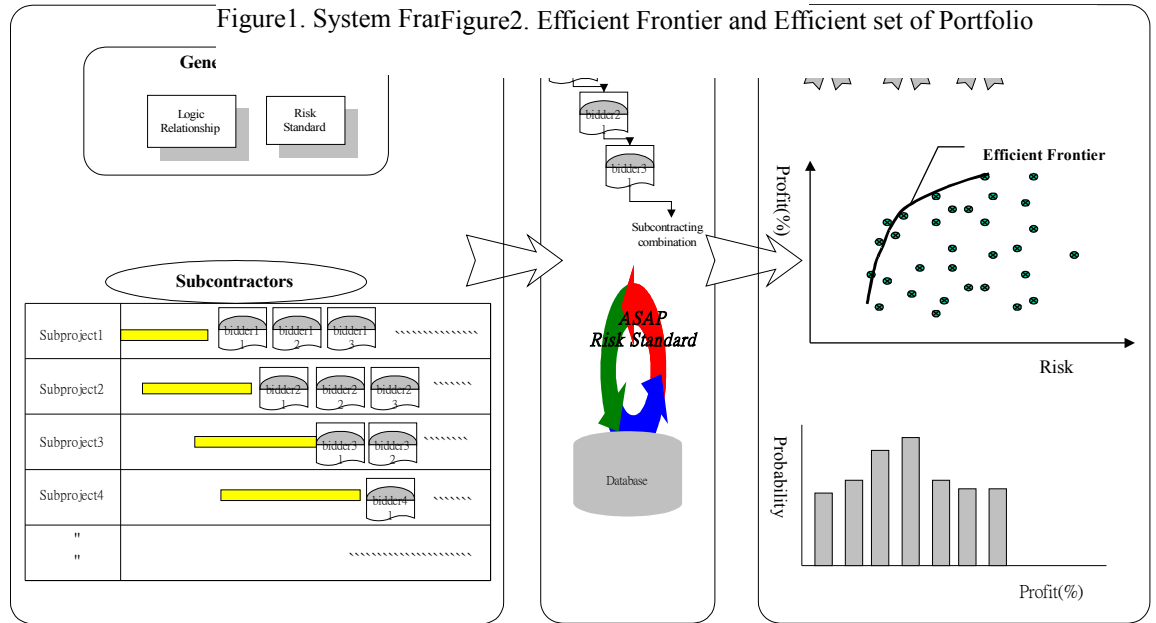 Figure1. System Fra
Figure2. Efficient Frontier and Efficient set of Portfolio
Gene
Logic
Relationship
Risk
Standard
Subcontractors
Subproject1
bidder1
1
bidder1
2
bidder1
3
Subproject2
bidder2
1
bidder2
2
bidder2
3
Subproject3
bidder3
1
bidder3
2
Subproject4
bidder4
1
"
"
bidder2
1
bidder3
1
Subcontracting
combination
ASAP
Risk Standard
Database
Efficient Frontier
Profit(%)
Risk
Probability
Profit(%)